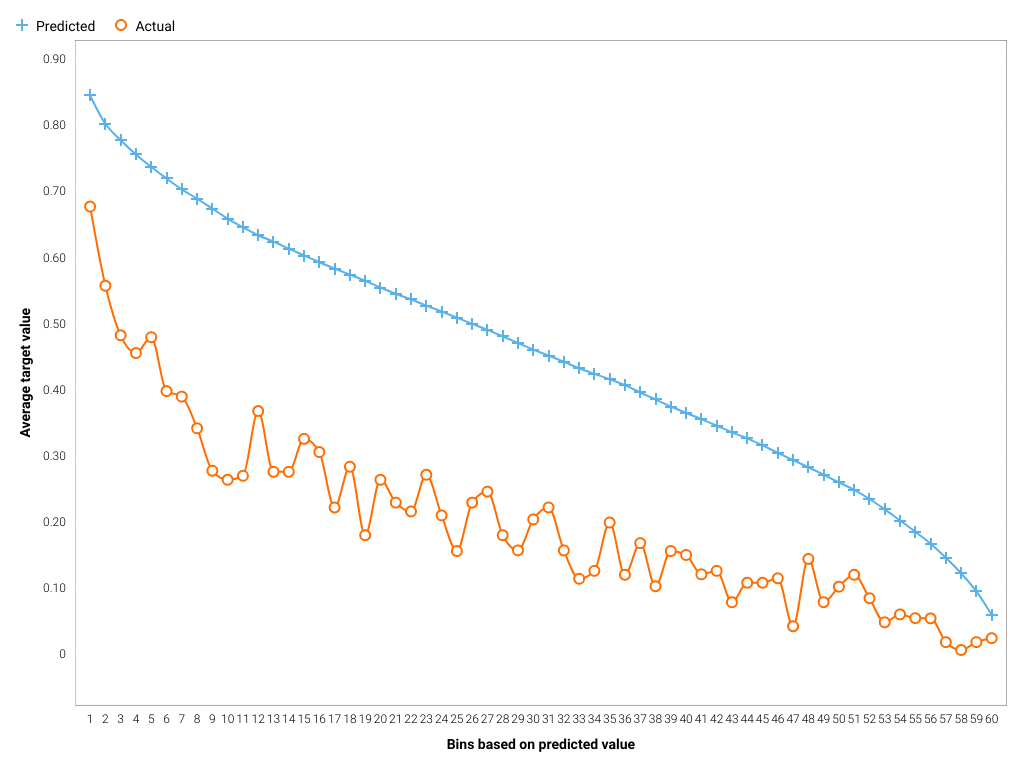 Predicted Actual
Average target value
0.90
0.80
0.70
0.60
0.50
0.40
0.30
0.20
0.10
0
1 2 3 4 5 6 7 8 9 10 11 12 13 14 15 16 17 18 19 20 21 22 23 24 25 26 27 28 29 30 31 32 33 34 35 36 37 38 39 40 41 42 43 44 45 46 47 48 49 50 51 52 53 54 55 56 57 58 59 60
Bins based on predicted value